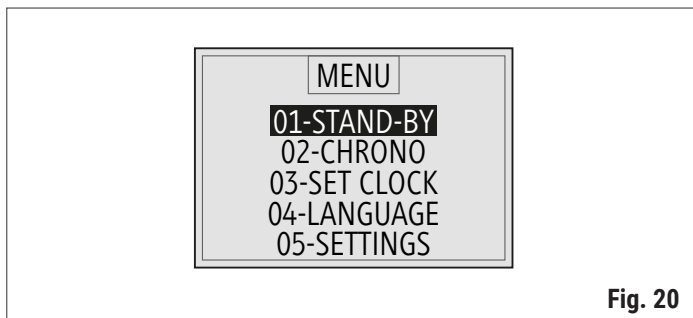 MENU
01-STAND-BY
02-CHRONO
03-SET CLOCK
04-LANGUAGE
05-SETTINGS
Fig. 20